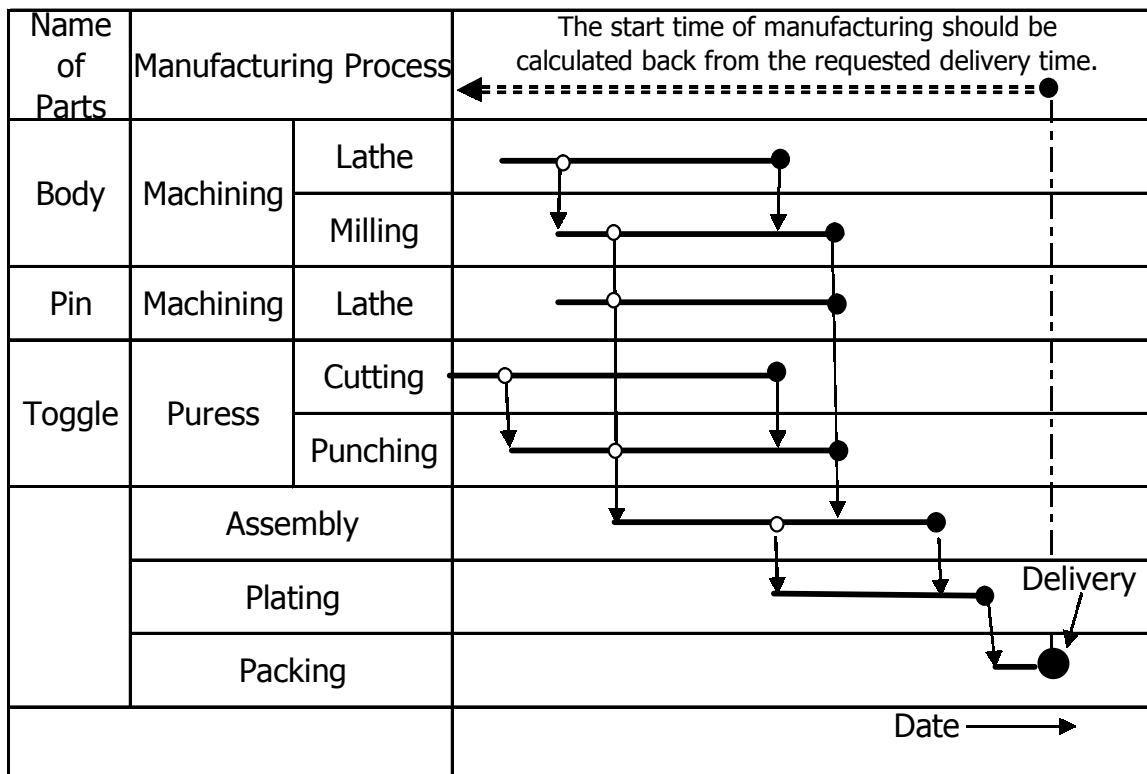 Name
of
Parts
Manufacturing Process
The start time of manufacturing should be
calculated back from the requested delivery time.
Body
Machining
Lathe
Milling
Pin
Machining
Lathe
Toggle
Puress
Cutting
Punching
Assembly
Plating
Delivery
Packing
Date